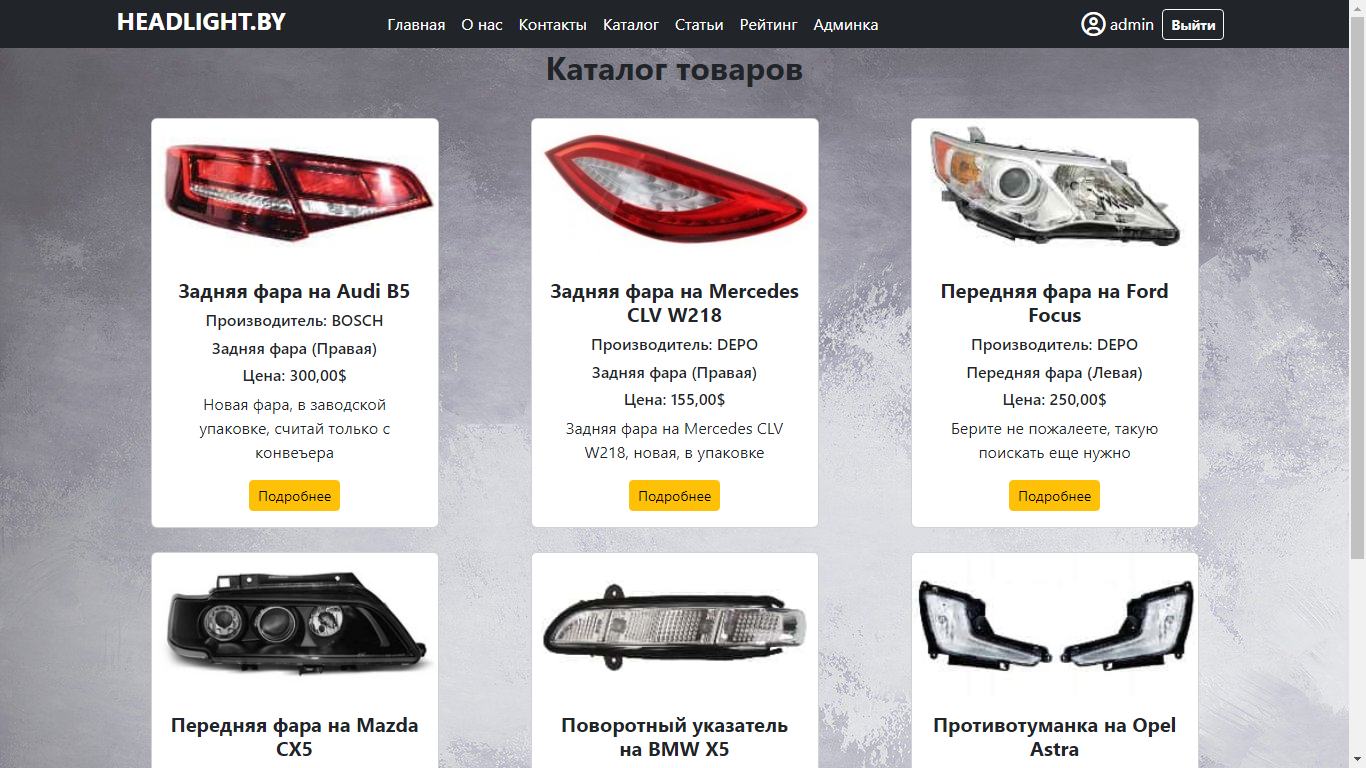 HEADLIGHT.BY
Главная О нас Контакты Каталог Статьи Рейтинг Админка
admin Выйти
Каталог товаров
Задняя фара на Audi B5
Производитель: BOSCH
Задняя фара (Правая)
Цена: 300,00$
Новая фара, в заводской
упаковке, считай только с
конвеъера
Подробнее
Задняя фара на Mercedes
CLV W218
Производитель: DEPO
Задняя фара (Правая)
Цена: 155,00$
Задняя фара на Mercedes CLV
W218, новая, в упаковке
Подробнее
Передняя фара на Ford
Focus
Производитель: DEPO
Передняя фара (Левая)
Цена: 250,00$
Берите не пожалеете, такую
поискать еще нужно
Подробнее
Передняя фара на Mazda
CX5
Поворотный указатель
на BMW X5
Противотуманка на Opel
Astra